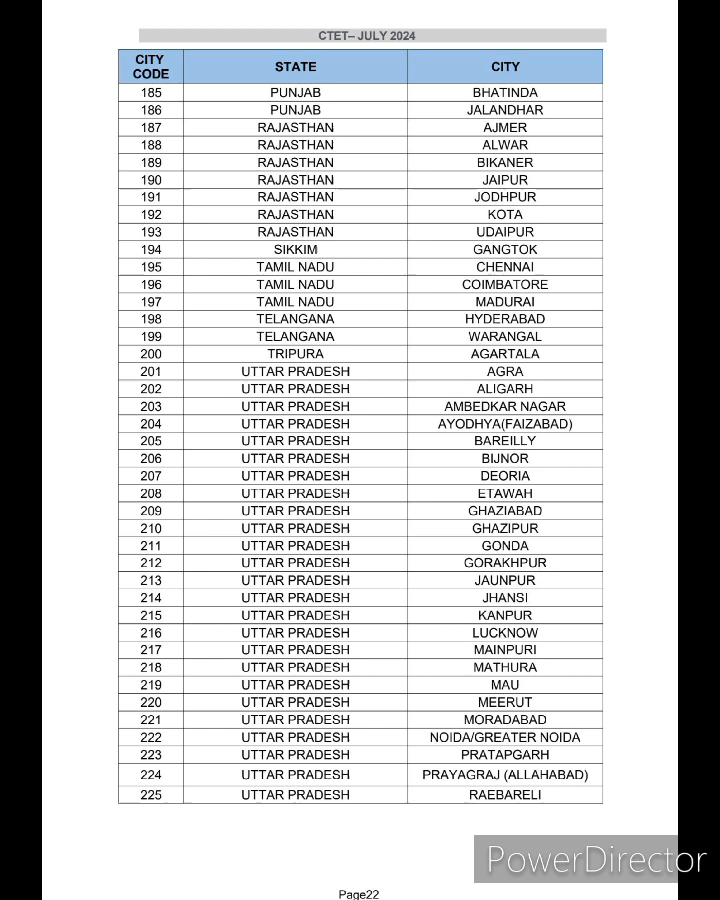 CTET– JULY 2024
CITY CODE STATE CITY
185 PUNJAB BHATINDA
186 PUNJAB JALANDHAR
187 RAJASTHAN AJMER
188 RAJASTHAN ALWAR
189 RAJASTHAN BIKANER
190 RAJASTHAN JAIPUR
191 RAJASTHAN JODHPUR
192 RAJASTHAN KOTA
193 RAJASTHAN UDAIPUR
194 SIKKIM GANGTOK
195 TAMIL NADU CHENNAI
196 TAMIL NADU COIMBATORE
197 TAMIL NADU MADURAI
198 TELANGANA HYDERABAD
199 TELANGANA WARANGAL
200 TRIPURA AGARTALA
201 UTTAR PRADESH AGRA
202 UTTAR PRADESH ALIGARH
203 UTTAR PRADESH AMBEDKAR NAGAR
204 UTTAR PRADESH AYODHYA(FAIZABAD)
205 UTTAR PRADESH BAREILLY
206 UTTAR PRADESH BIJNOR
207 UTTAR PRADESH DEORIA
208 UTTAR PRADESH ETAWAH
209 UTTAR PRADESH GHAZIABAD
210 UTTAR PRADESH GHAZIPUR
211 UTTAR PRADESH GONDA
212 UTTAR PRADESH GORAKHPUR
213 UTTAR PRADESH JAUNPUR
214 UTTAR PRADESH JHANSI
215 UTTAR PRADESH KANPUR
216 UTTAR PRADESH LUCKNOW
217 UTTAR PRADESH MAINPURI
218 UTTAR PRADESH MATHURA
219 UTTAR PRADESH MAU
220 UTTAR PRADESH MEERUT
221 UTTAR PRADESH MORADABAD
222 UTTAR PRADESH NOIDA/GREATER NOIDA
223 UTTAR PRADESH PRATAPGARH
224 UTTAR PRADESH PRAYAGRAJ (ALLAHABAD)
225 UTTAR PRADESH RAEBARELI
PowerDirector
Page22